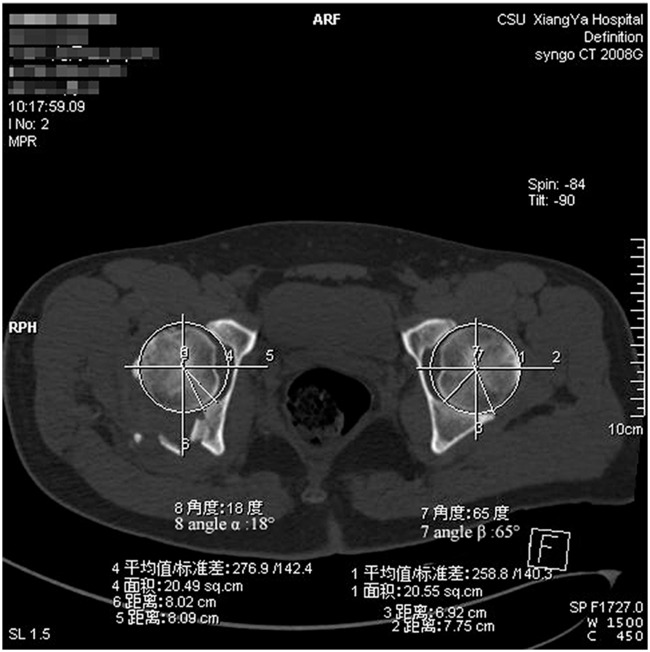 ARF
CSU XiangYa Hospital
Definition
syngo CT 2008G
10:17:59.09
I No: 2
MPR
Spin: -84
Tilt: -90
RPH
4
5
1
2
6
3
10cm
8 角度:18 度
8 angle α :18°
7 角度:65 度
7 angle β :65°
F
4 平均值/标准差: 276.9 /142.4
4 面积: 20.49 sq.cm
6 距离: 8.02 cm
5 距离: 8.09 cm
1 平均值/标准差: 258.8 /140.3
1 面积: 20.55 sq.cm
3 距离: 6.92 cm
2 距离: 7.75 cm
SL 1.5
SP F1727.0
W 1500
C 450